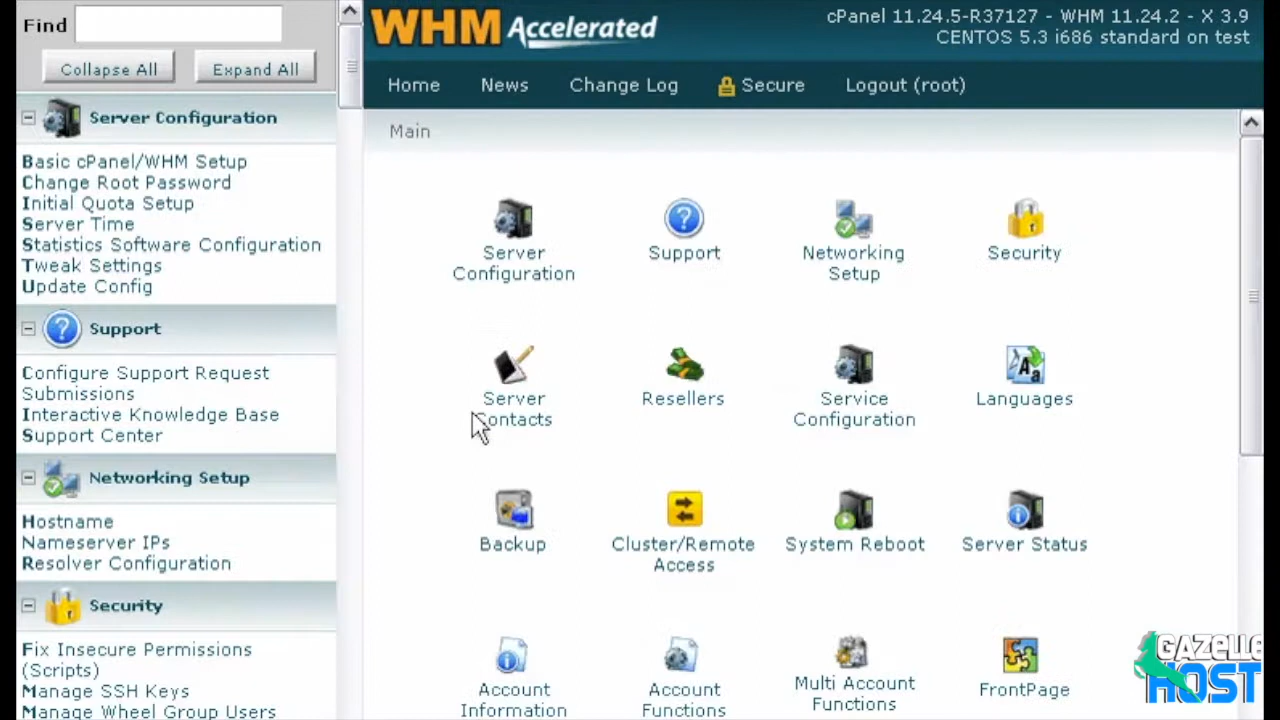 Find
Collapse All
Expand All
Server Configuration
Basic cPanel/WHM Setup
Change Root Password
Initial Quota Setup
Server Time
Statistics Software Configuration
Tweak Settings
Update Config
Support
Configure Support Request
Submissions
Interactive Knowledge Base
Support Center
Networking Setup
Hostname
Nameserver IPs
Resolver Configuration
Security
Fix Insecure Permissions
(Scripts)
Manage SSH Keys
Manage Wheel Group Users
WHM Accelerated
cPanel 11.24.5-R37127 - WHM 11.24.2 - X 3.9
CENTOS 5.3 i686 standard on test
Home News Change Log Secure Logout (root)
Main
Server
Configuration
Support
Networking
Setup
Security
Server
Contacts
Resellers
Service
Configuration
Languages
Backup
Cluster/Remote
Access
System Reboot
Server Status
Account
Information
Account
Functions
Multi Account
Functions
FrontPage
GAZELLE
HOST